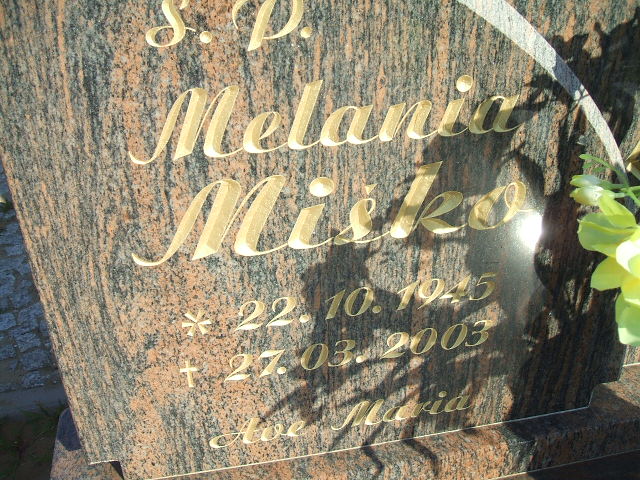 Ś. P.
Melania
Miśko
* 22. 10. 1945
† 27. 03. 2003
Ave Maria